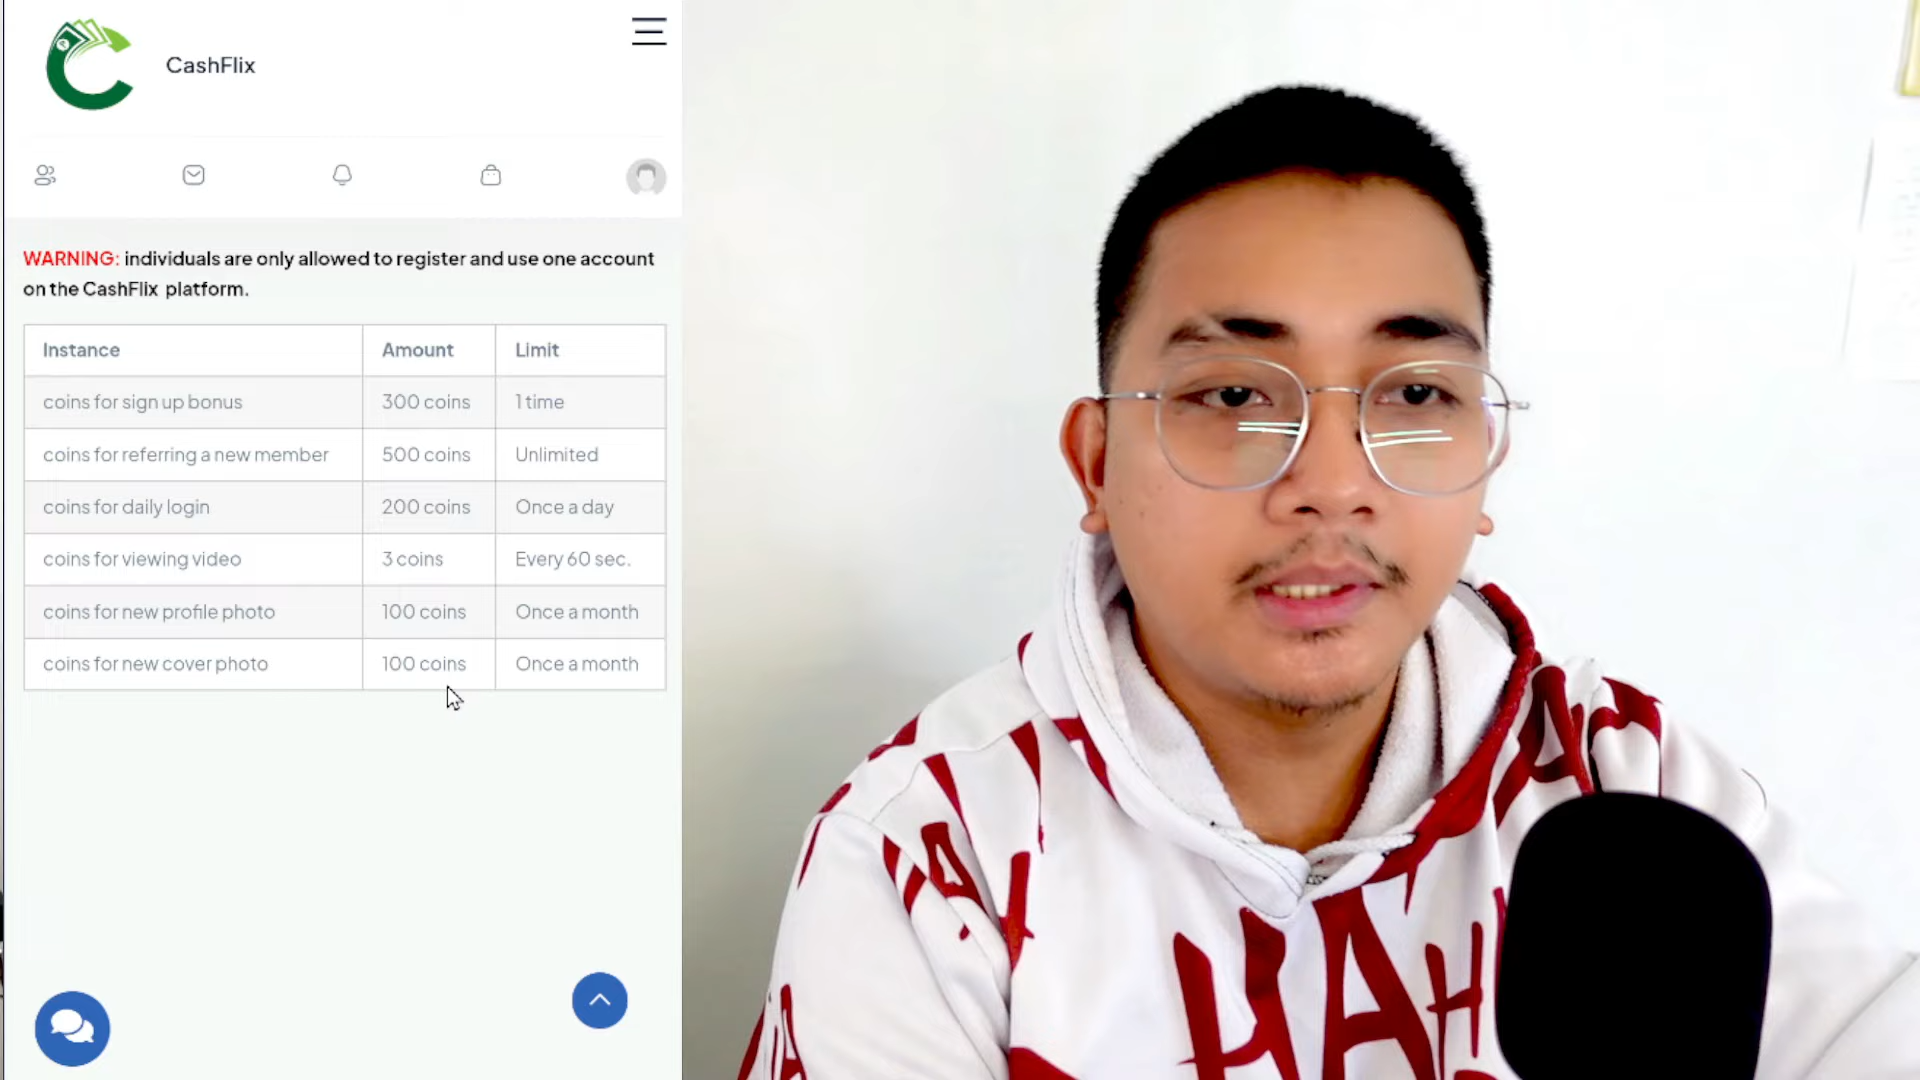 CashFlix
WARNING: individuals are only allowed to register and use one account
on the CashFlix platform.
Instance Amount Limit
coins for sign up bonus 300 coins 1 time
coins for referring a new member 500 coins Unlimited
coins for daily login 200 coins Once a day
coins for viewing video 3 coins Every 60 sec.
coins for new profile photo 100 coins Once a month
coins for new cover photo 100 coins Once a month
HAH